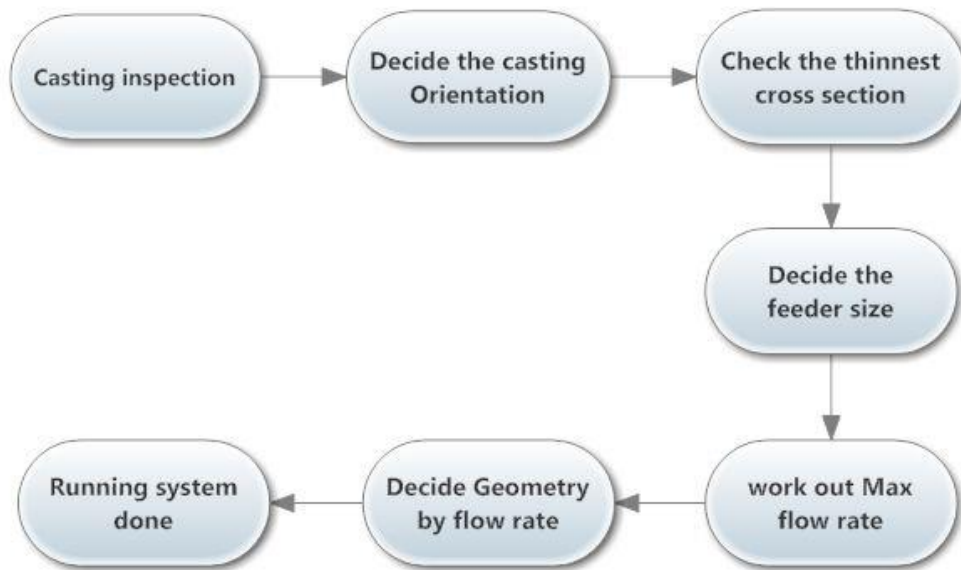 Casting inspection
Decide the casting
Orientation
Check the thinnest
cross section
Decide the
feeder size
work out Max
flow rate
Decide Geometry
by flow rate
Running system
done